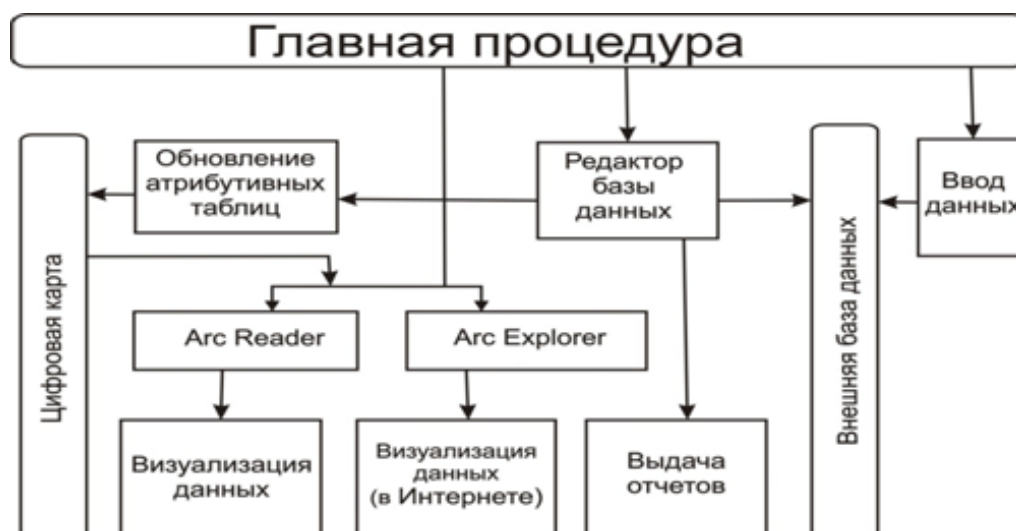 Главная процедура
Обновление
атрибутивных
таблиц
Редактор
базы
данных
Ввод
данных
Цифровая карта
Внешняя база данных
Arc Reader
Arc Explorer
Визуализация
данных
Визуализация
данных
(в Интернете)
Выдача
отчетов